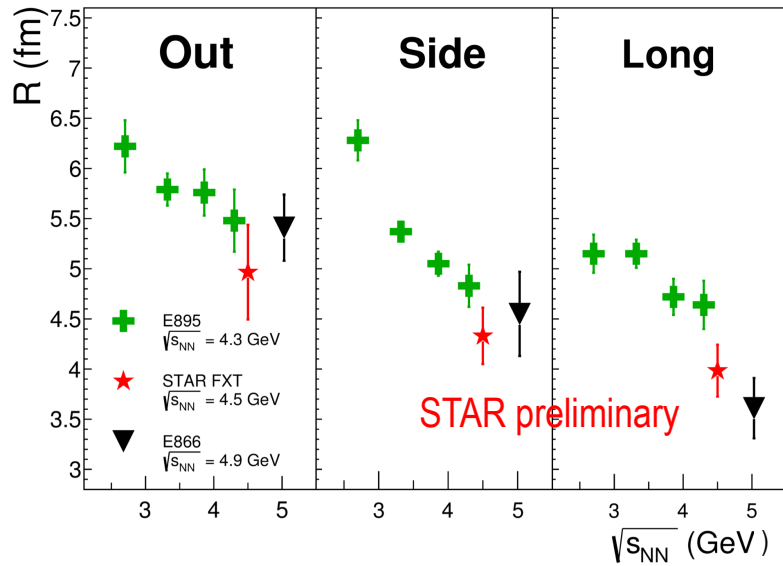 Out Side Long
R (fm)
7.5
7
6.5
6
5.5
5
4.5
4
3.5
3
E895
√sNN = 4.3 GeV
STAR FXT
√sNN = 4.5 GeV
E866
√sNN = 4.9 GeV
STAR preliminary
3 4 5 3 4 5 3 4 5
√sNN (GeV)